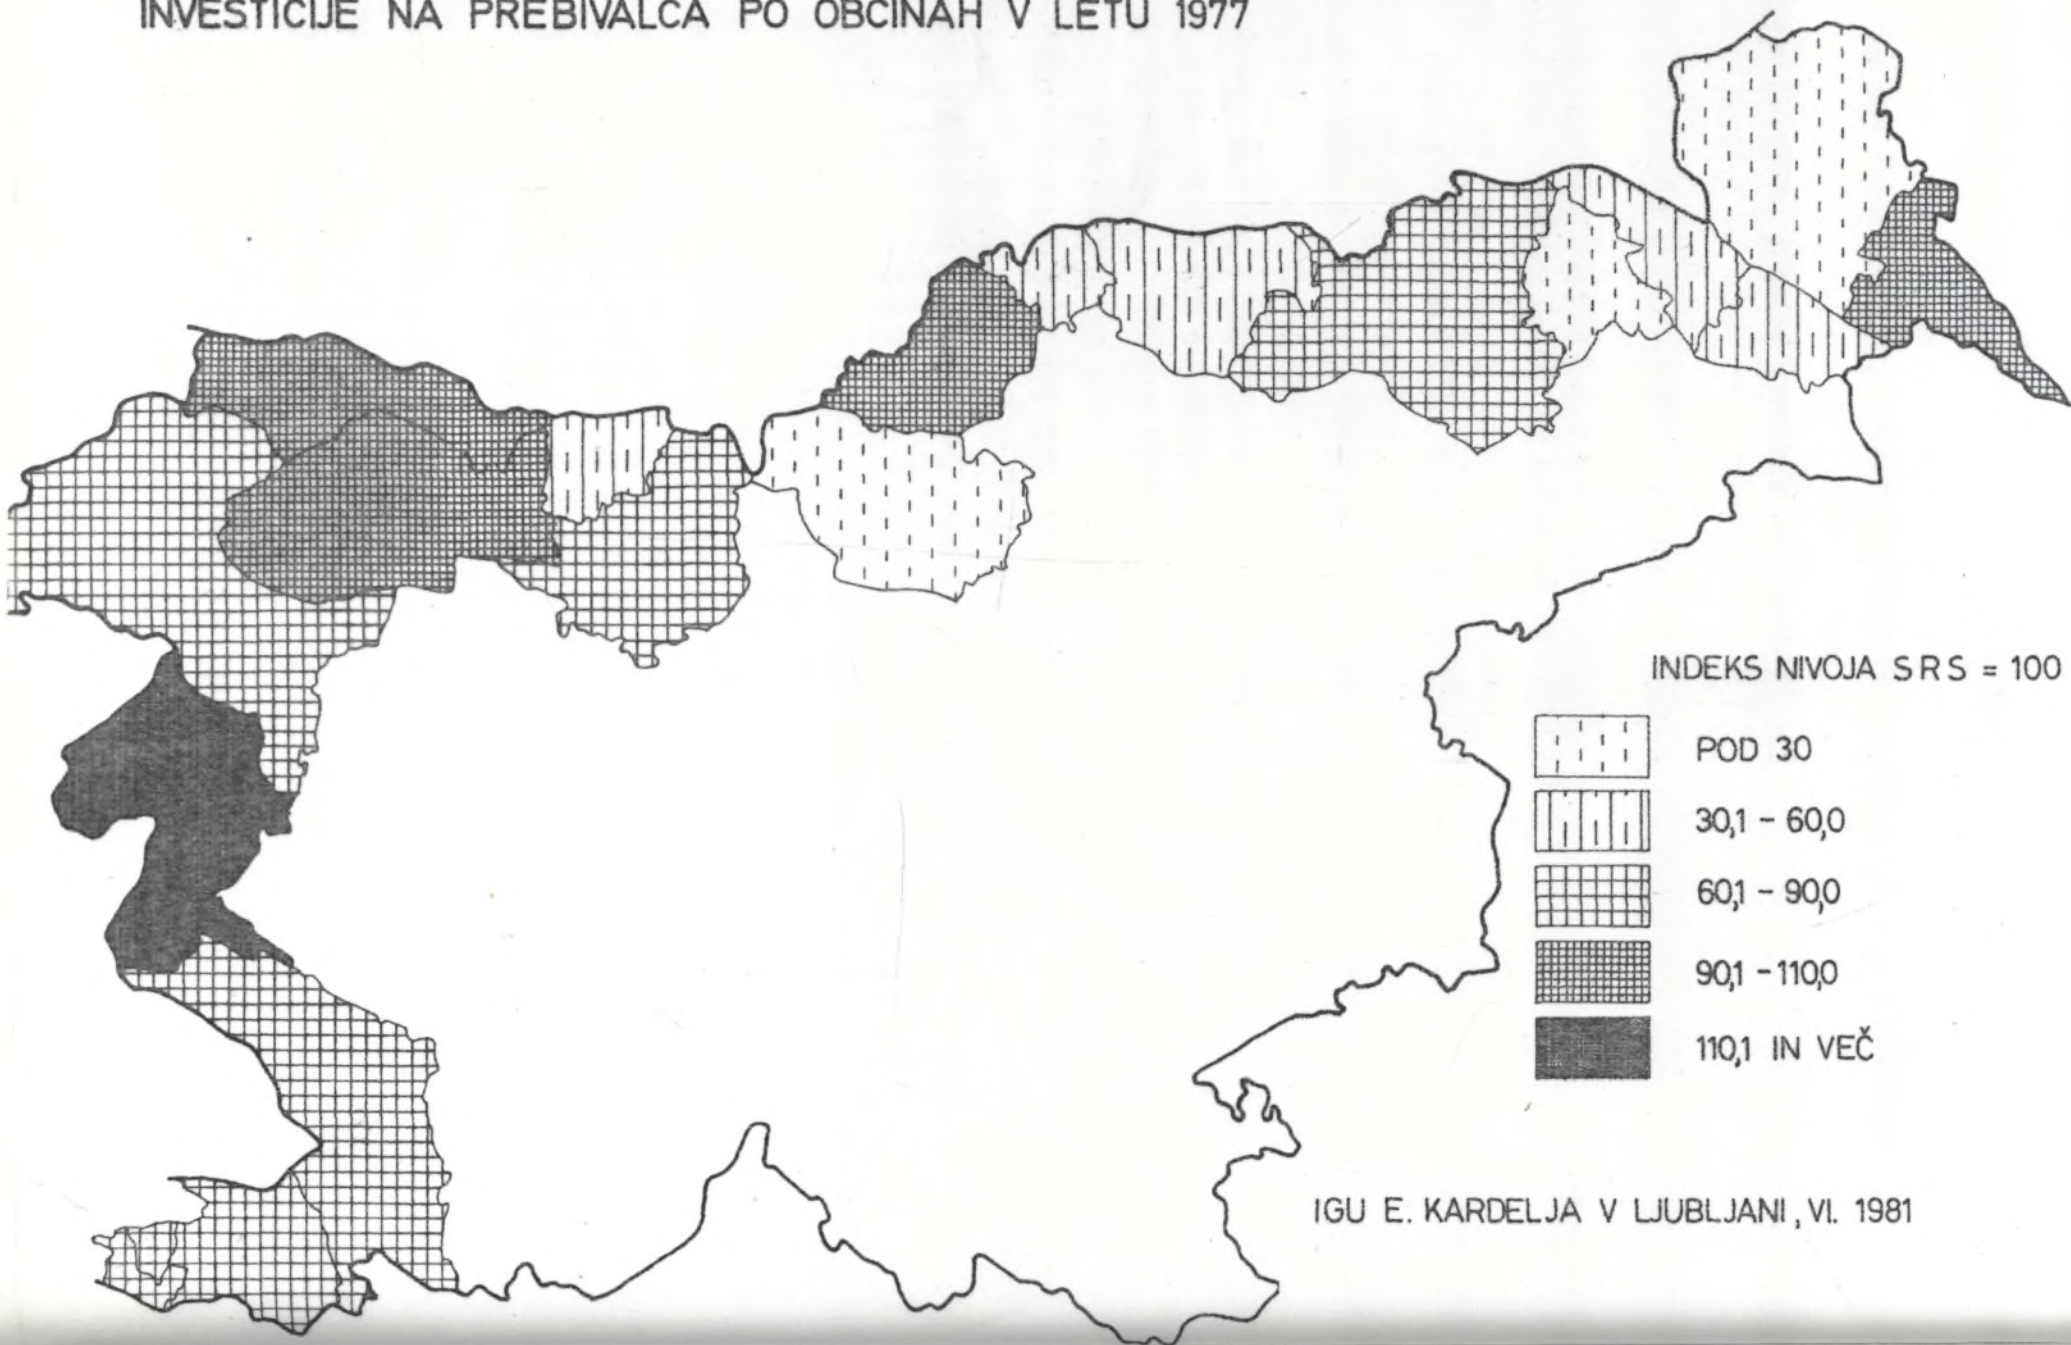 INVESTICIJE NA PREBIVALCA PO OBČINAH V LETU 1977
INDEKS NIVOJA SRS = 100
POD 30
30,1 - 60,0
60,1 - 90,0
90,1 - 110,0
110,1 IN VEČ
IGU E. KARDELJA V LJUBLJANI, VI. 1981